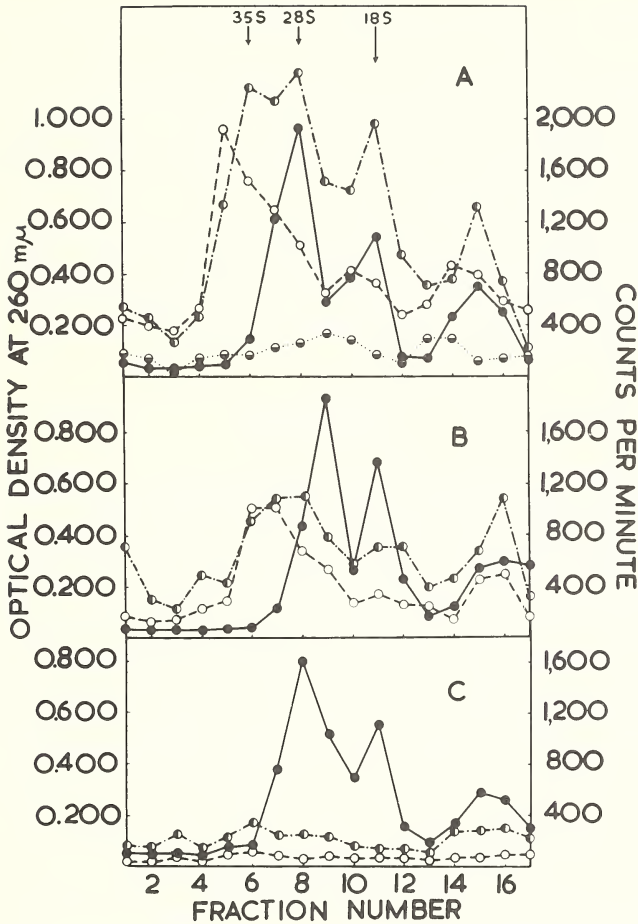 35S 28S 18S
A
1.000 2,000
0.800 1,600
0.600 1,200
0.400 800
0.200 400
B
0.800 1,600
0.600 1,200
0.400 800
0.200 400
C
0.800 1,600
0.600 1,200
0.400 800
0.200 400
2 4 6 8 10 12 14 16
FRACTION NUMBER
OPTICAL DENSITY AT 260 mμ
COUNTS PER MINUTE